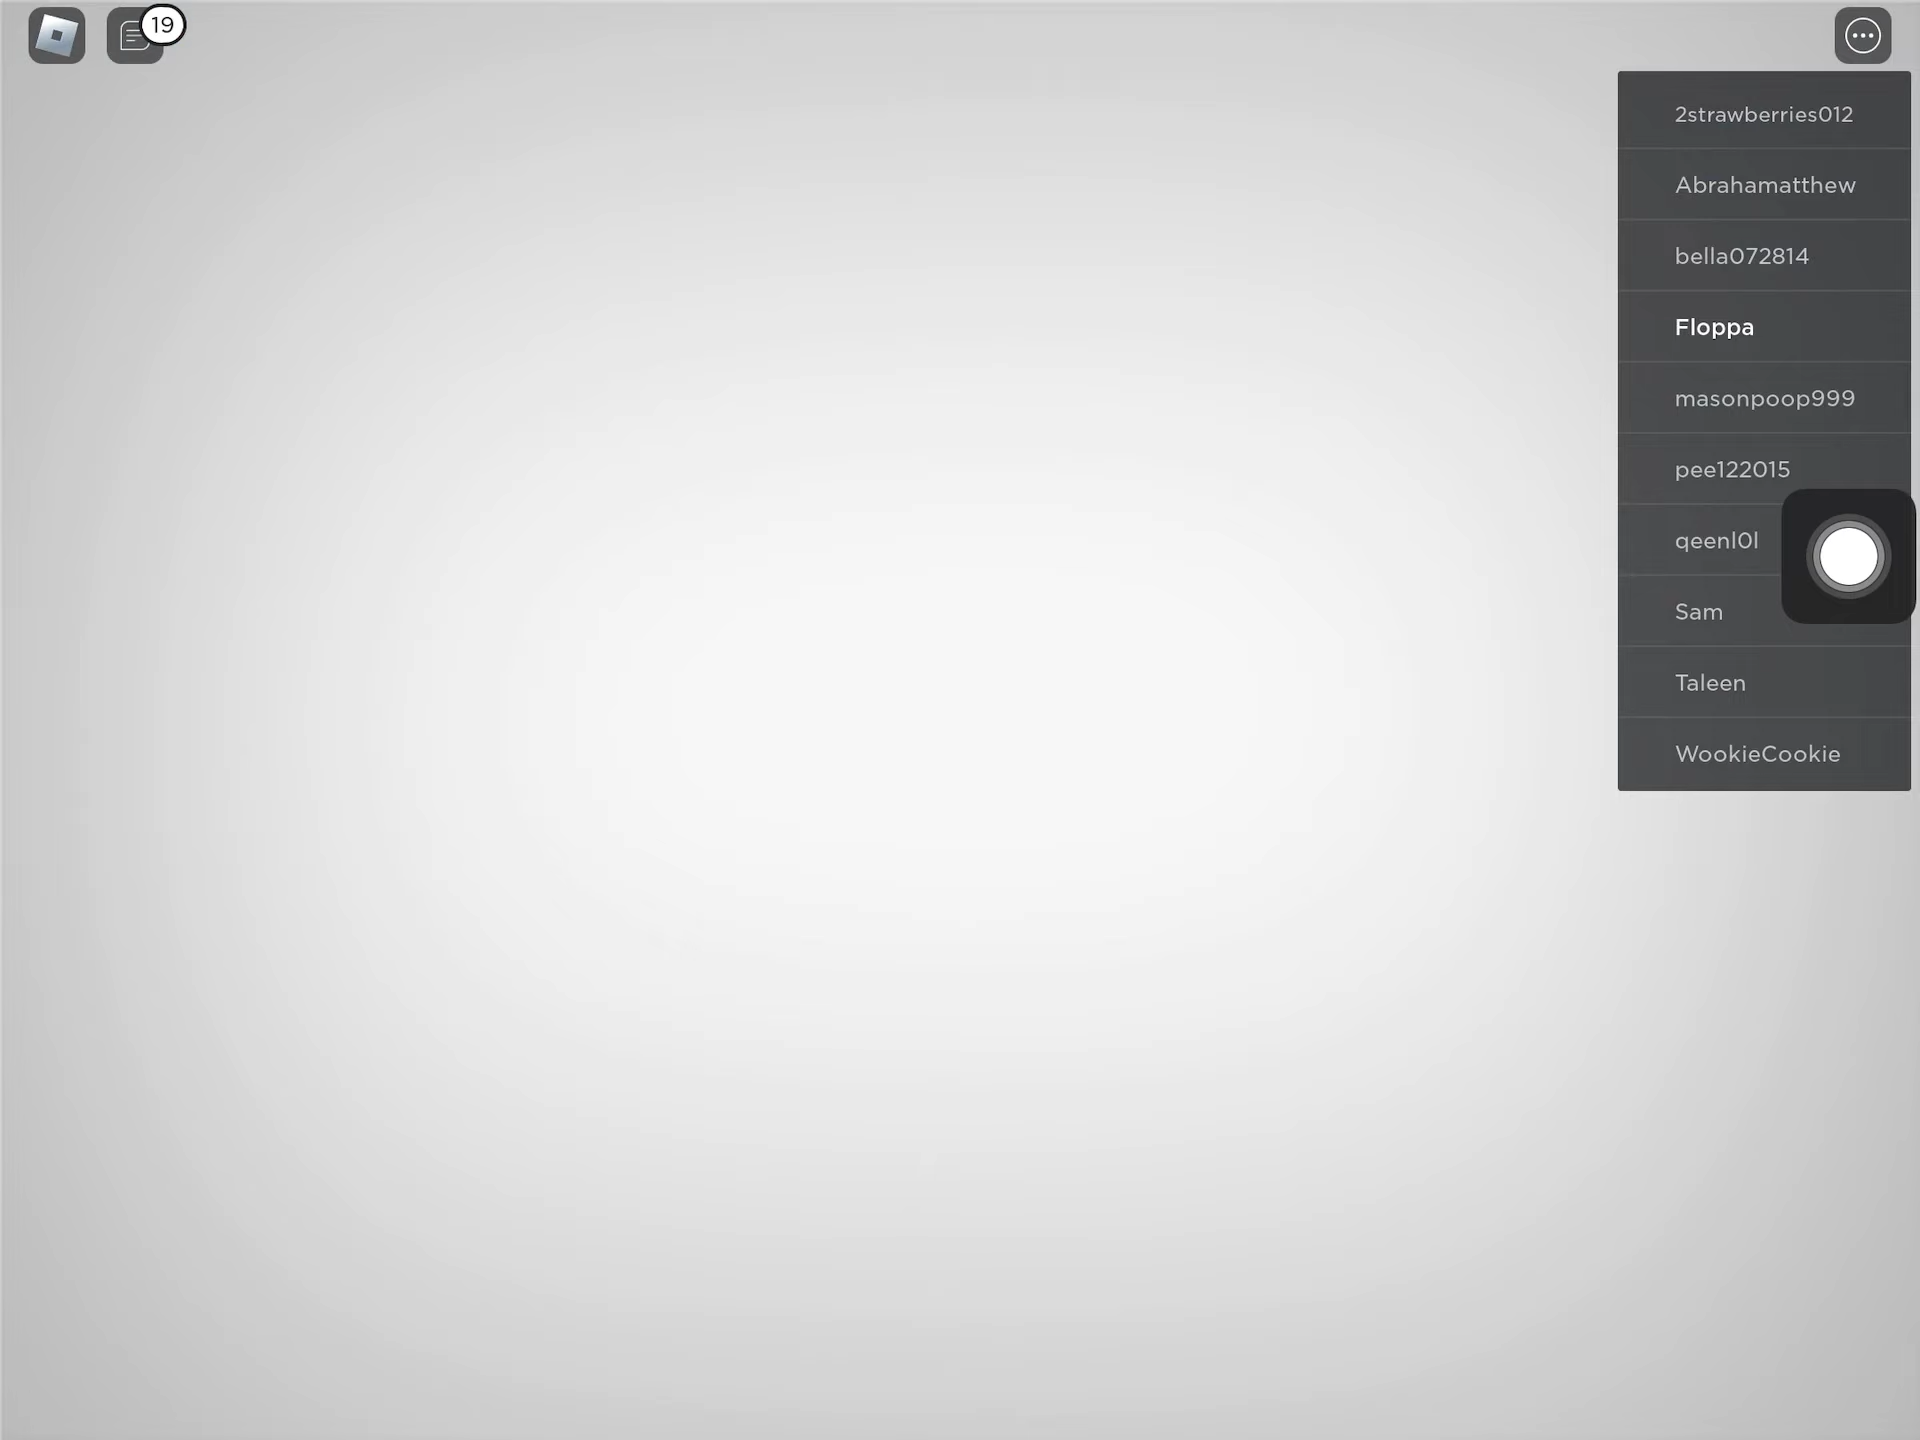 19
2strawberries012
Abrahamatthew
bella072814
Floppa
masonpoop999
pee122015
qeenl0l
Sam
Taleen
WookieCookie